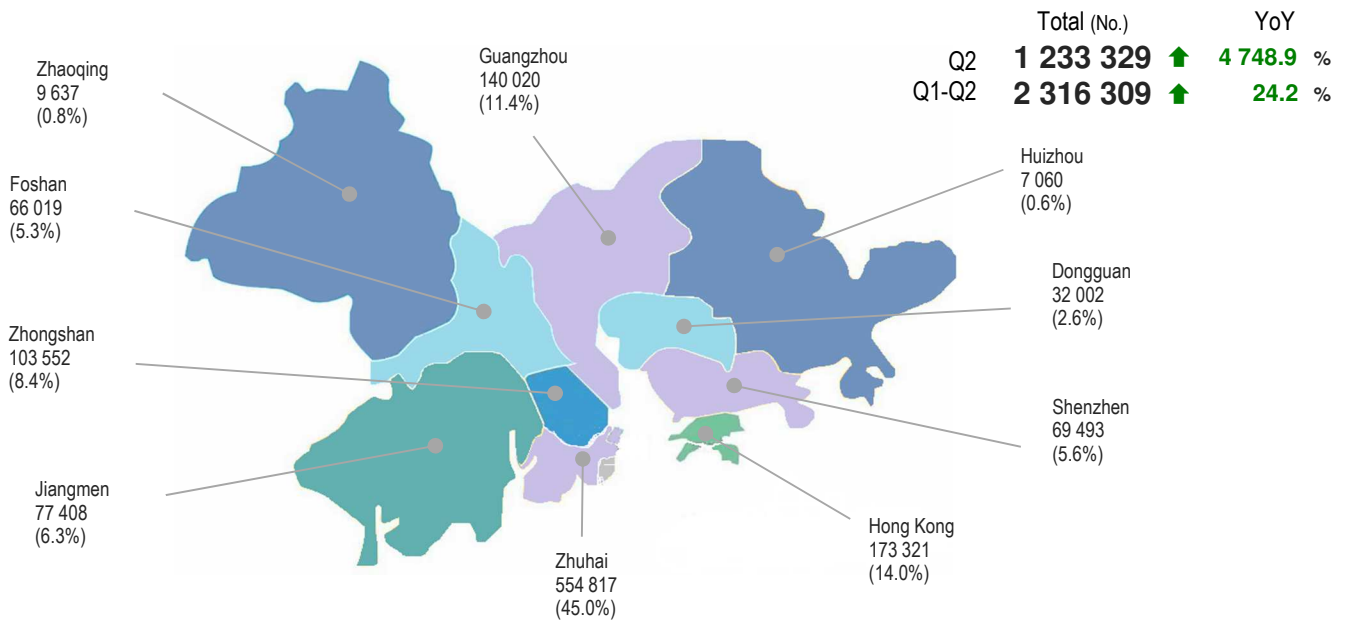 Total (No.) YoY
Q2 1 233 329 4 748.9 %
Q1-Q2 2 316 309 24.2 %
Guangzhou
140 020
(11.4%)
Zhaoqing
9 637
(0.8%)
Huizhou
7 060
(0.6%)
Foshan
66 019
(5.3%)
Dongguan
32 002
(2.6%)
Zhongshan
103 552
(8.4%)
Shenzhen
69 493
(5.6%)
Jiangmen
77 408
(6.3%)
Hong Kong
173 321
(14.0%)
Zhuhai
554 817
(45.0%)